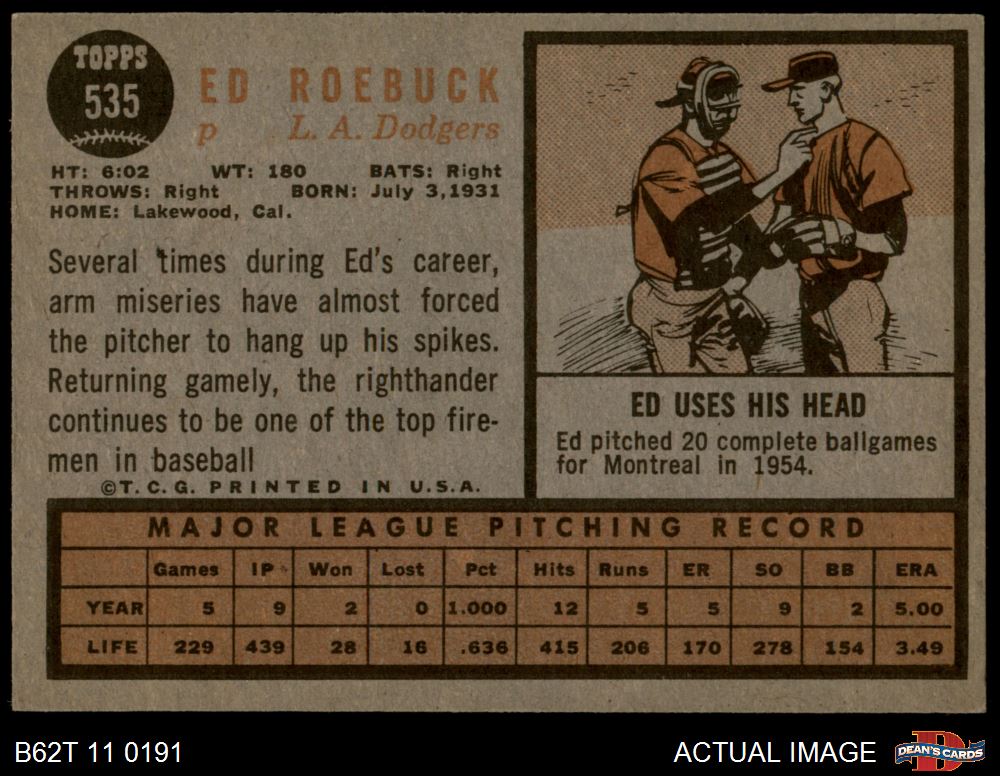 TOPPS
535
ED ROEBUCK
p L. A. Dodgers
HT: 6:02 WT: 180 BATS: Right
THROWS: Right BORN: July 3,1931
HOME: Lakewood, Cal.
Several times during Ed's career,
arm miseries have almost forced
the pitcher to hang up his spikes.
Returning gamely, the righthander
continues to be one of the top fire-
men in baseball
©T. C. G. PRINTED IN U.S.A.
ED USES HIS HEAD
Ed pitched 20 complete ballgames
for Montreal in 1954.
MAJOR LEAGUE PITCHING RECORD
Games IP Won Lost Pct Hits Runs ER SO BB ERA
YEAR 5 9 2 0 1.000 12 5 5 9 2 5.00
LIFE 229 439 28 16 .636 415 206 170 278 154 3.49
B62T 11 0191 ACTUAL IMAGE DEAN'S CARDS